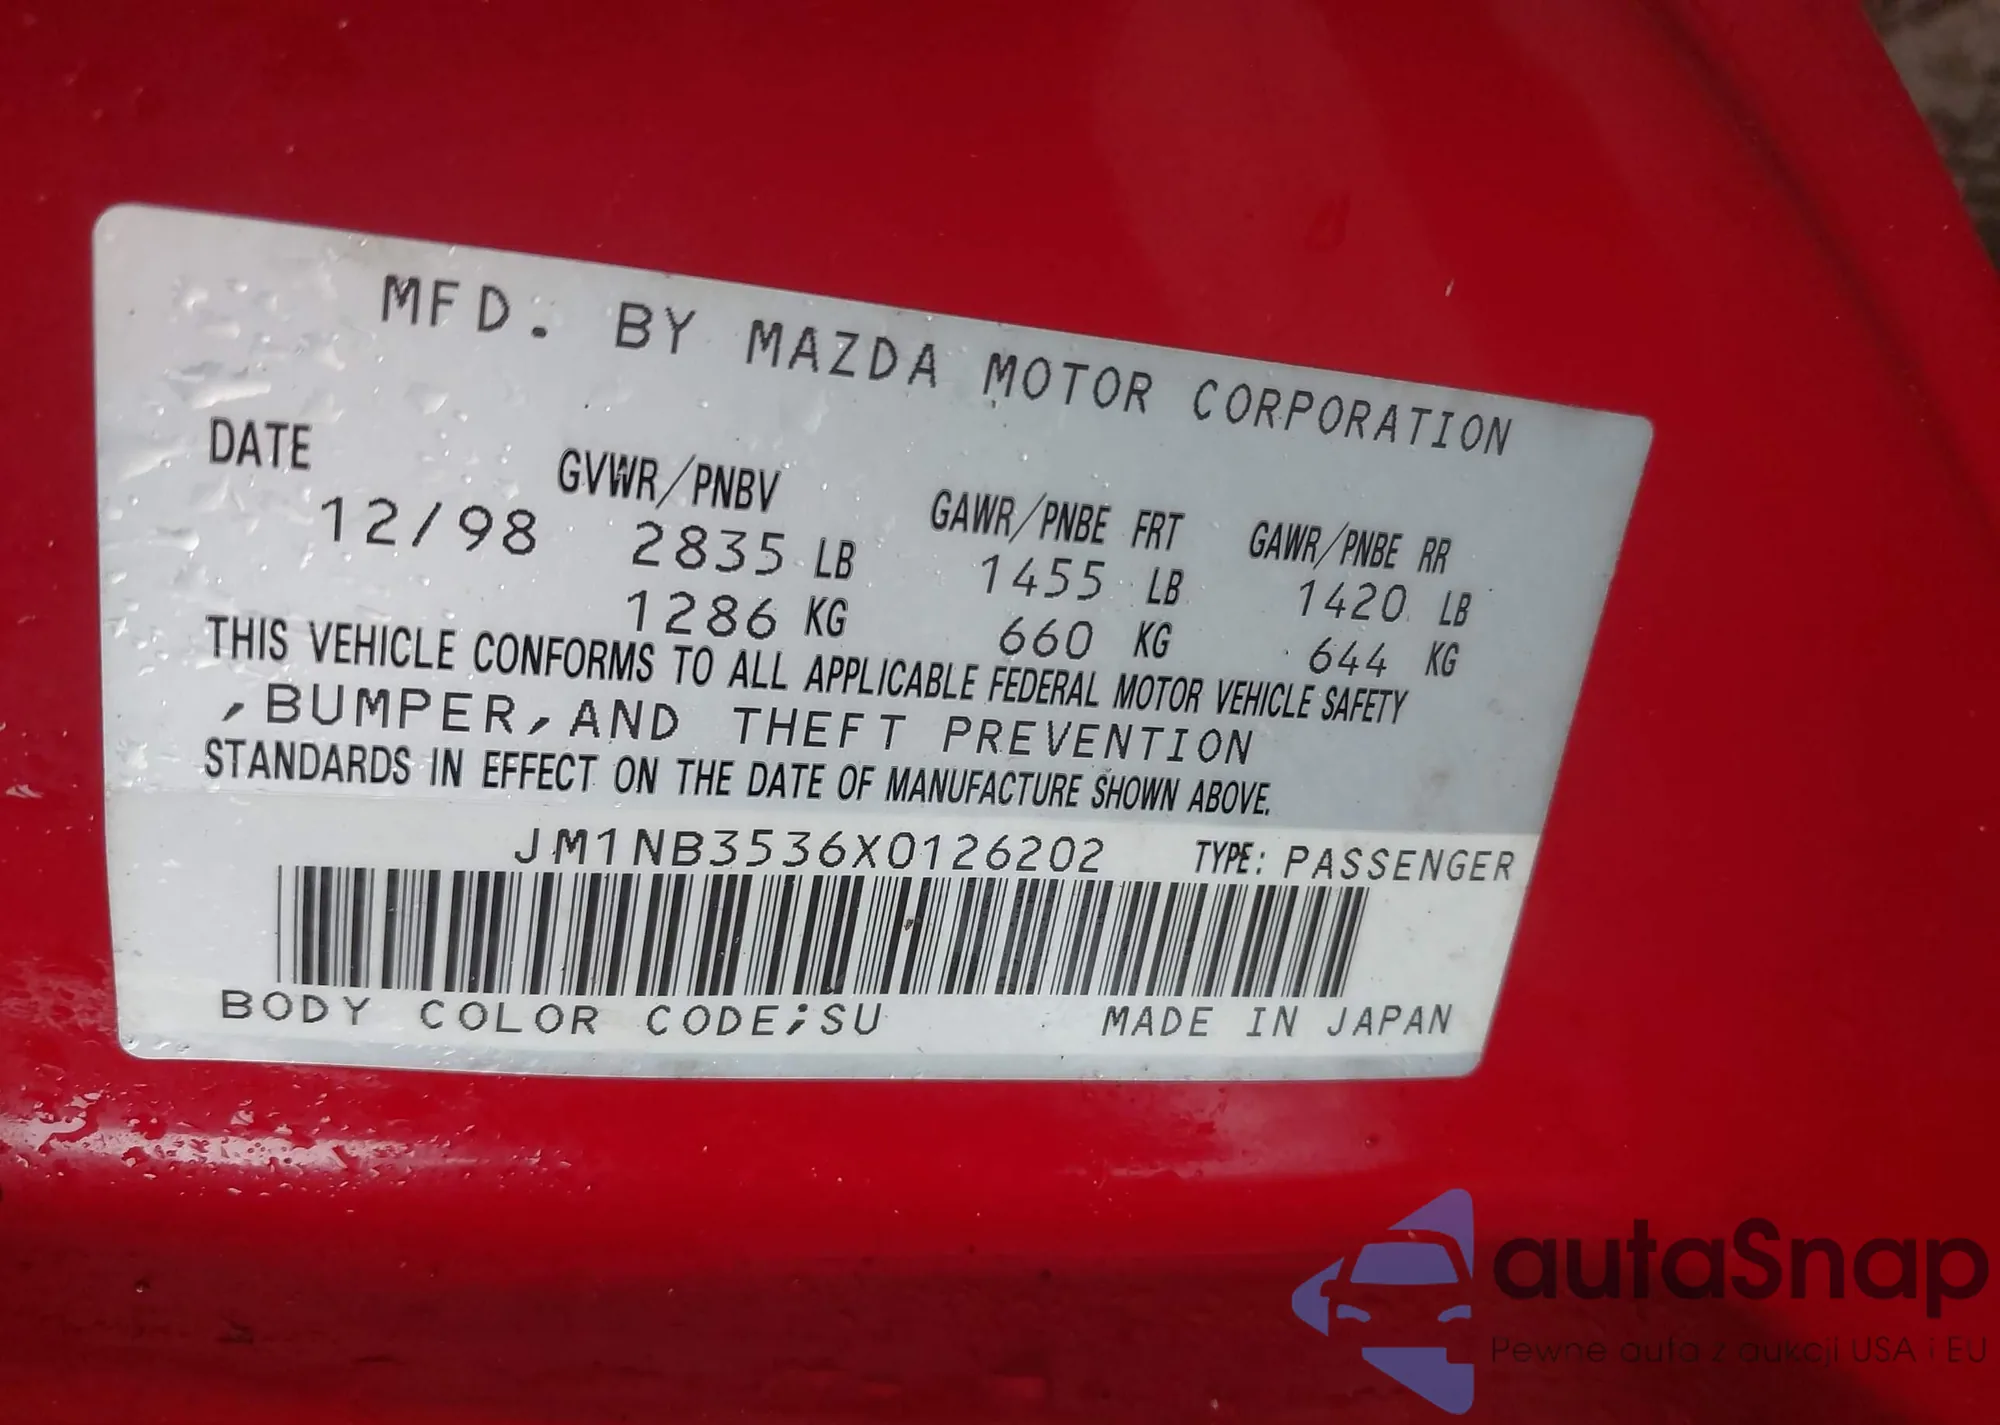 MFD. BY MAZDA MOTOR CORPORATION
DATE GVWR/PNBV GAWR/PNBE FRT GAWR/PNBE RR
12/98 2835 LB 1455 LB 1420 LB
1286 KG 660 KG 644 KG
THIS VEHICLE CONFORMS TO ALL APPLICABLE FEDERAL MOTOR VEHICLE SAFETY
,BUMPER,AND THEFT PREVENTION
STANDARDS IN EFFECT ON THE DATE OF MANUFACTURE SHOWN ABOVE.
JM1NB3536X0126202 TYPE: PASSENGER
BODY COLOR CODE;SU MADE IN JAPAN
autaSnap
Pewne auta z aukcji USA i EU